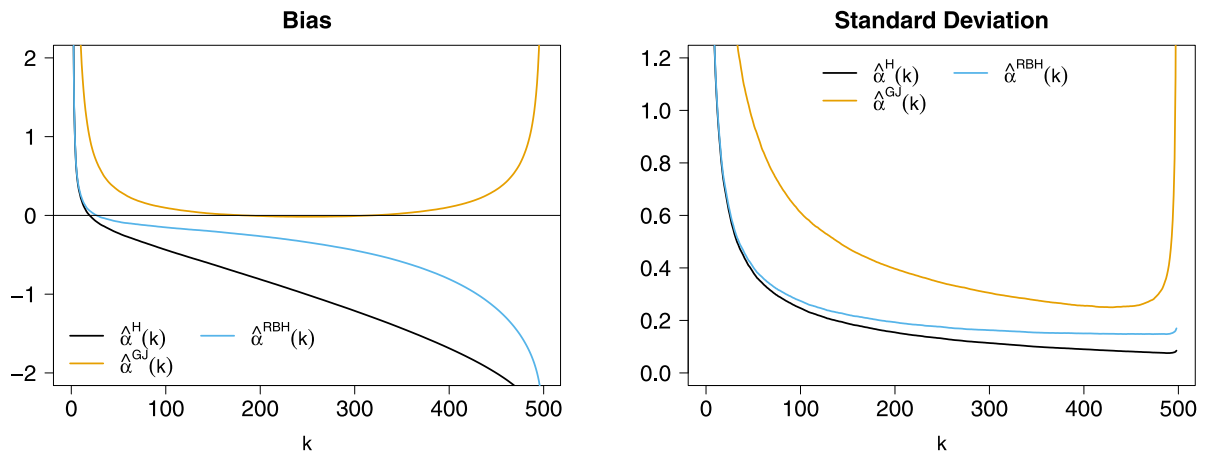 Bias
2
1
0
−1
−2
α̂ᴴ(k) α̂ᴿᴮᴴ(k)
α̂ᴳᴶ(k)
0 100 200 300 400 500
k
Standard Deviation
1.2
1.0
0.8
0.6
0.4
0.2
0.0
α̂ᴴ(k) α̂ᴿᴮᴴ(k)
α̂ᴳᴶ(k)
0 100 200 300 400 500
k